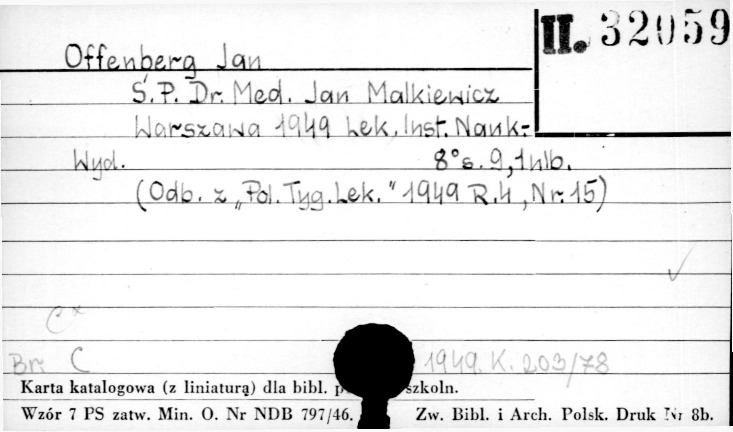 II. 32059
Offenberg Jan
Ś.P. Dr. Med. Jan Malkiewicz
Warszawa 1949 Lek. Inst. Nauk-
Wyd. 8° s. 9, 1 nlb.
(Odb. z „Pol. Tyg. Lek." 1949 R.4, Nr. 15)
C*
Br. C 1949. K. 203/78
Karta katalogowa (z liniaturą) dla bibl. szkoln.
Wzór 7 PS zatw. Min. O. Nr NDB 797/46. Zw. Bibl. i Arch. Polsk. Druk Nr 8b.